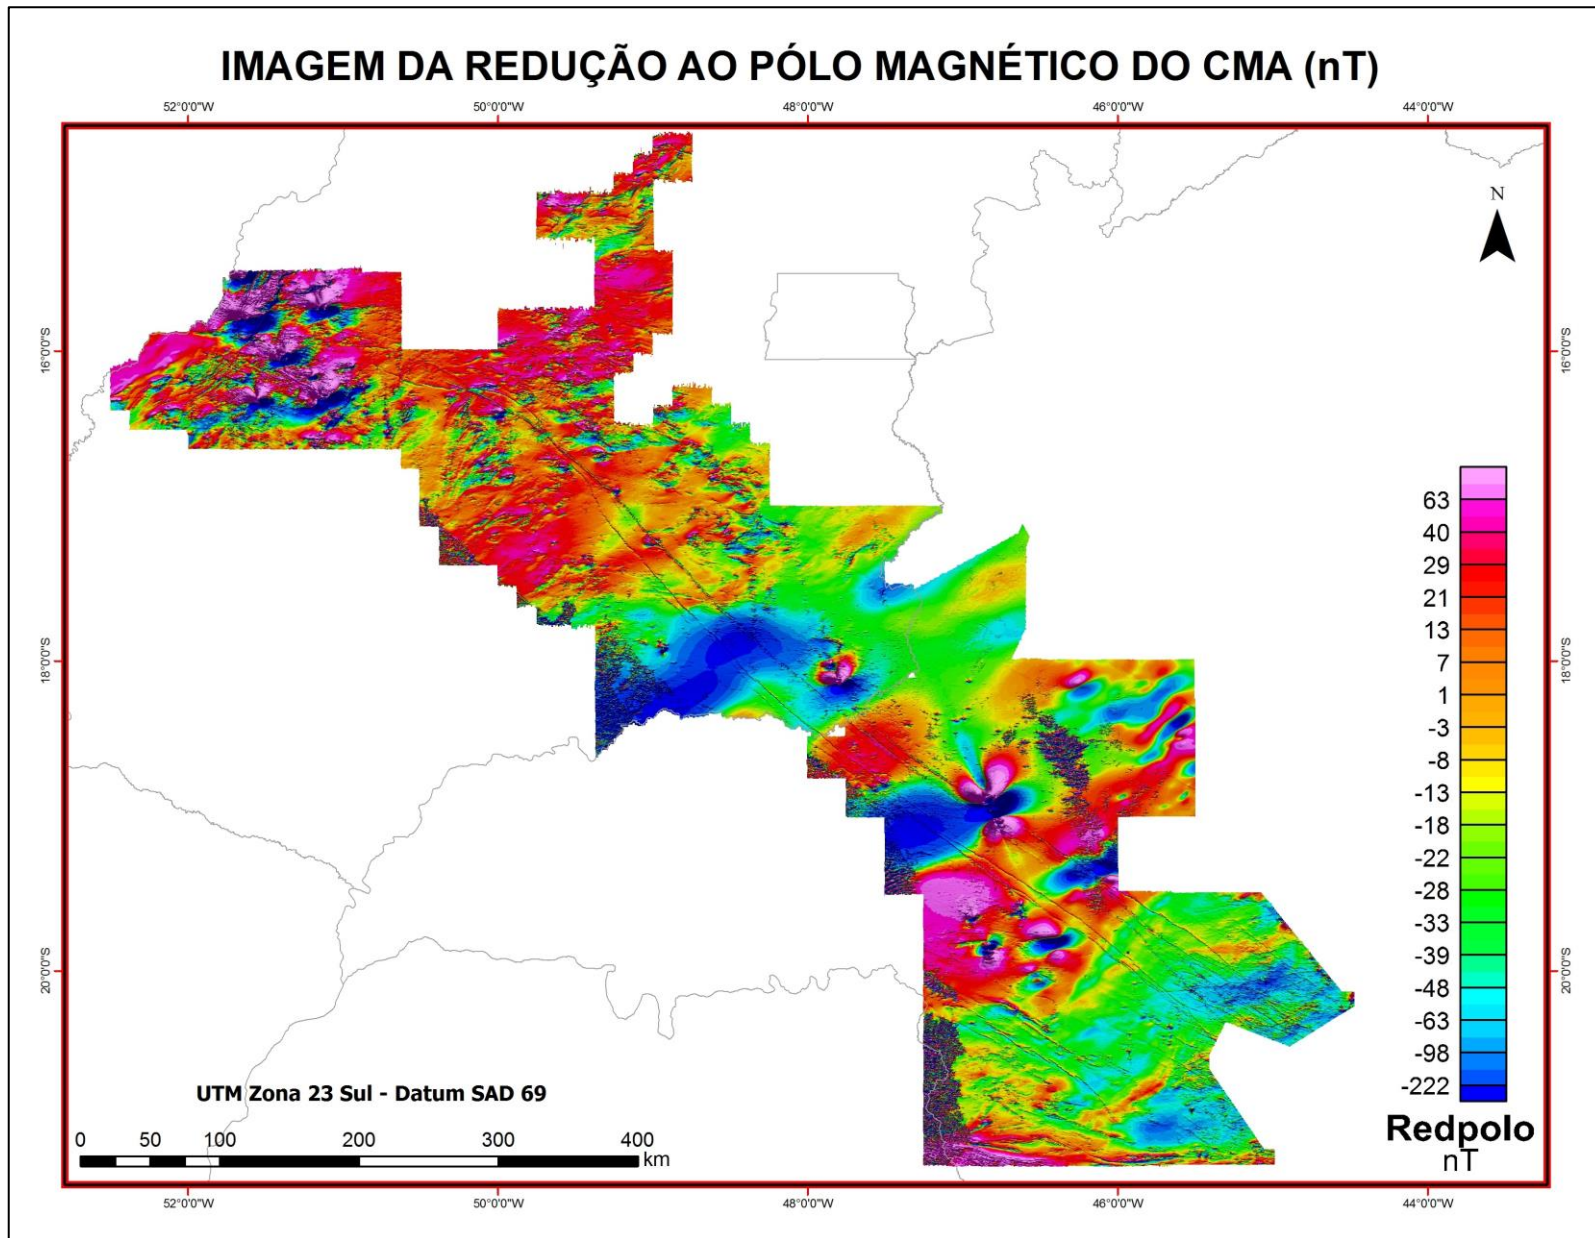 IMAGEM DA REDUÇÃO AO PÓLO MAGNÉTICO DO CMA (nT)
52°0'0"W 50°0'0"W 48°0'0"W 46°0'0"W 44°0'0"W
N
16°0'0"S 16°0'0"S
18°0'0"S 18°0'0"S
20°0'0"S 20°0'0"S
63
40
29
21
13
7
1
-3
-8
-13
-18
-22
-28
-33
-39
-48
-63
-98
-222
Redpolo
nT
UTM Zona 23 Sul - Datum SAD 69
0 50 100 200 300 400
km
52°0'0"W 50°0'0"W 48°0'0"W 46°0'0"W 44°0'0"W